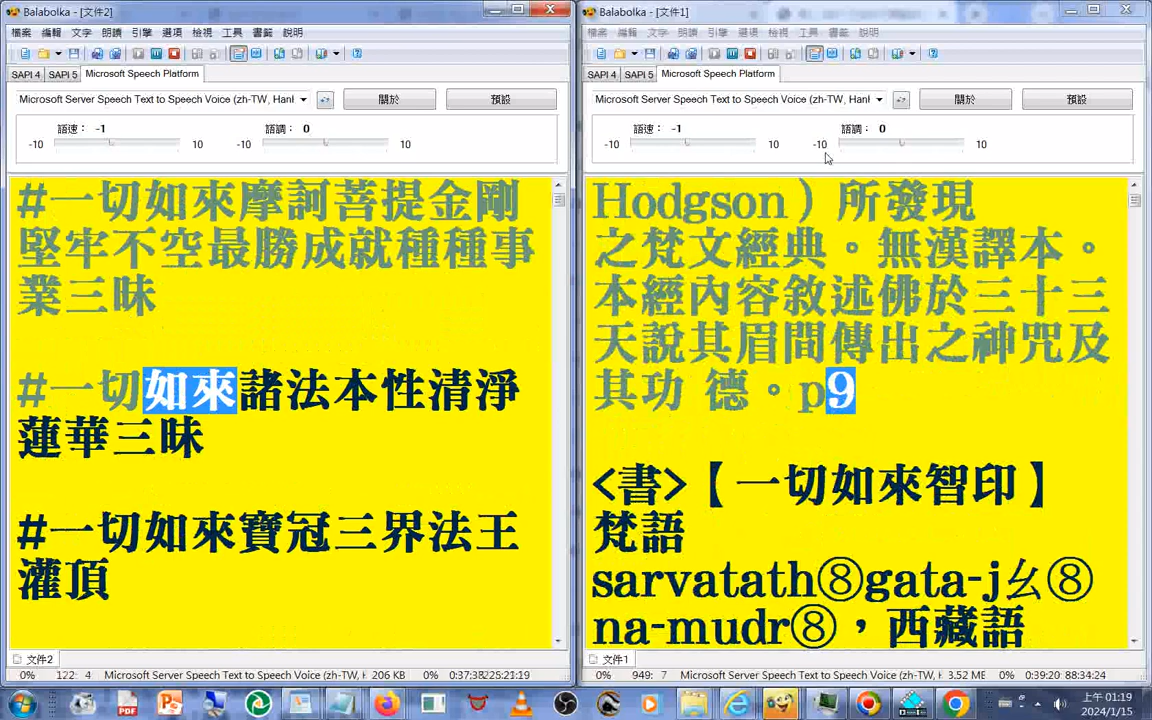 Balabolka - [文件2]
檔案 編輯 文字 朗讀 引擎 選項 檢視 工具 書籤 說明
SAPI 4 SAPI 5 Microsoft Speech Platform
Microsoft Server Speech Text to Speech Voice (zh-TW, HanH
關於
預設
語速： -1
語調： 0
-10 10 -10 10
#一切如來摩訶菩提金剛
堅牢不空最勝成就種種事
業三昧
#一切如來諸法本性清淨
蓮華三昧
#一切如來寶冠三界法王
灌頂
文件2
0% 122: 4 Microsoft Server Speech Text to Speech Voice (zh-TW, H 206 KB 0%
Balabolka - [文件1]
檔案 編輯 文字 朗讀 引擎 選項 檢視 工具 書籤 說明
SAPI 4 SAPI 5 Microsoft Speech Platform
Microsoft Server Speech Text to Speech Voice (zh-TW, HanH
關於
預設
語速： -1
語調： 0
-10 10 -10 10
Hodgson）所發現
之梵文經典。無漢譯本。
本經內容敘述佛於三十三
天說其眉間傳出之神咒及
其功 德。p9
<書>【一切如來智印】
梵語
sarvatath⑧gata-j幺⑧
na-mudr⑧，西藏語
文件1
0% 949: 7 Microsoft Server Speech Text to Speech Voice (zh-TW, H 3.52 MB 0% 0:39:20 88:34:24
上午 01:19
2024/1/15